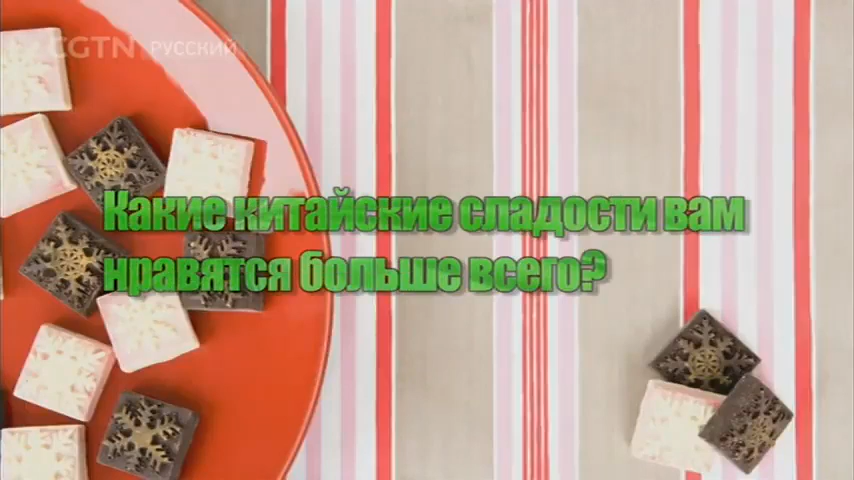 CGTN Русский
Какие китайские сладости вам
нравятся больше всего?